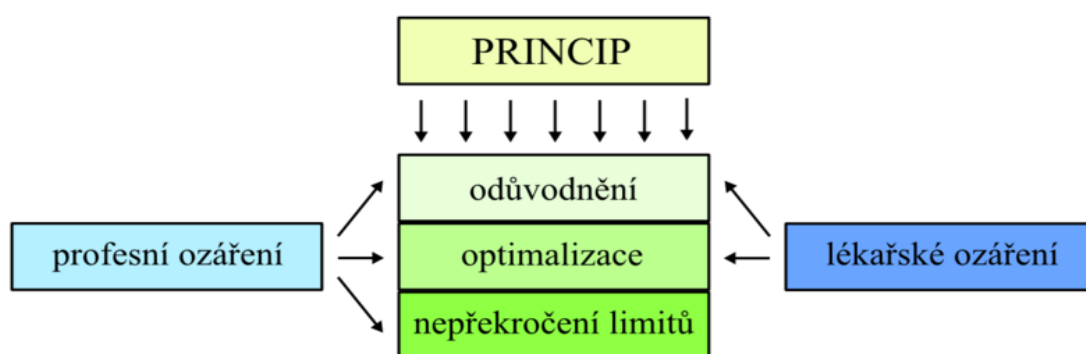 PRINCIP
odůvodnění
profesní ozáření
optimalizace
lékařské ozáření
nepřekročení limitů